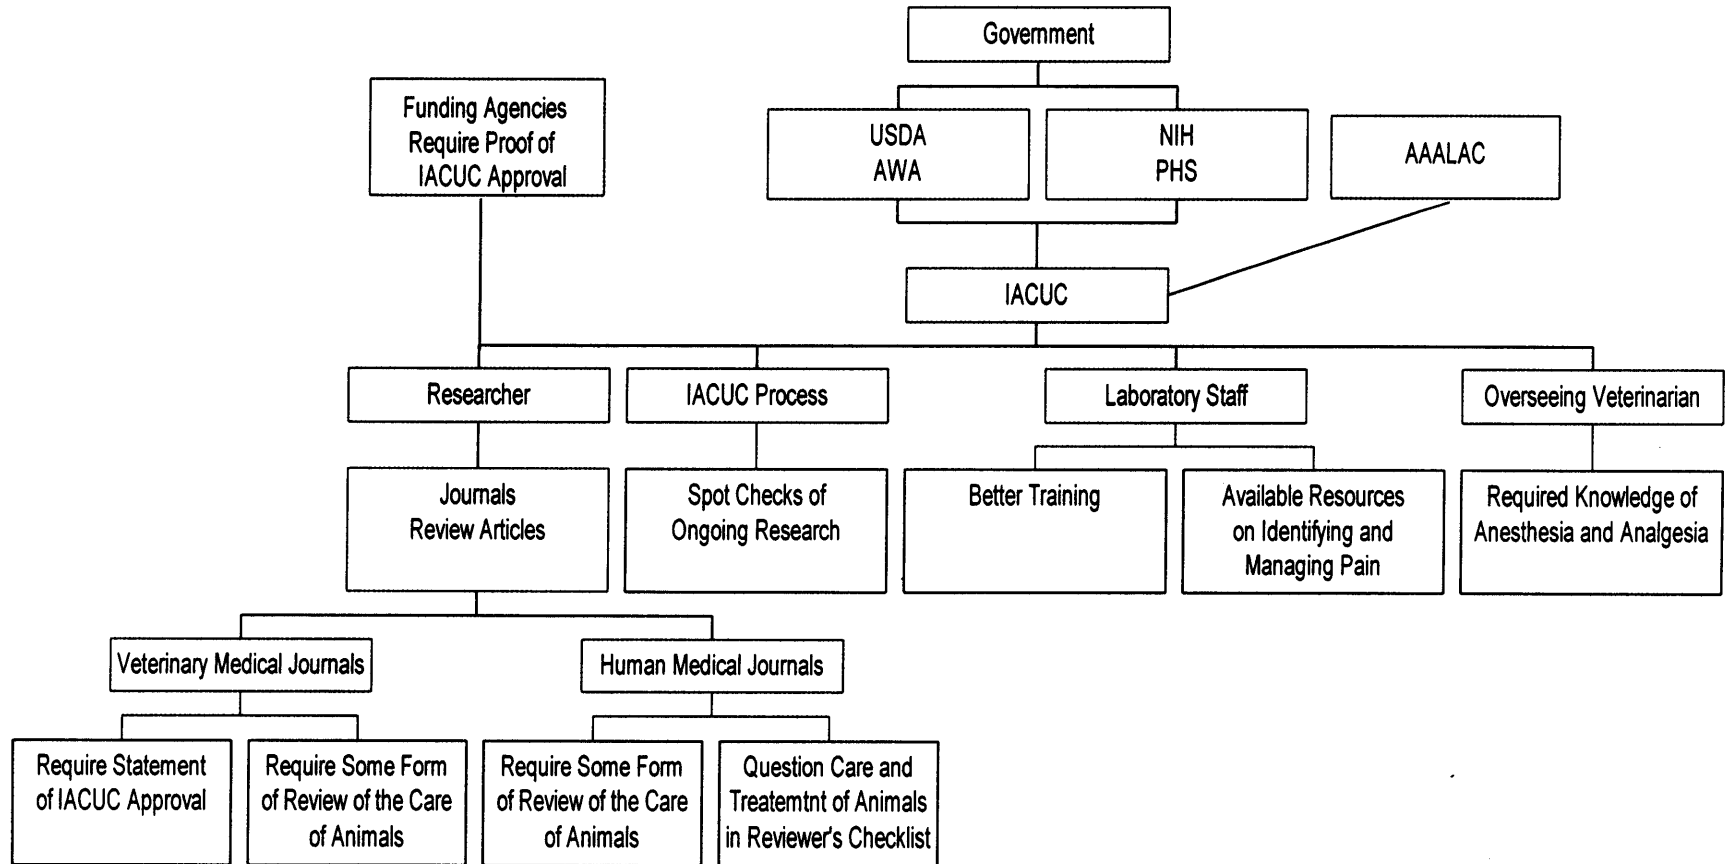 Government
Funding Agencies
Require Proof of
IACUC Approval
USDA
AWA
NIH
PHS
AAALAC
IACUC
Researcher
IACUC Process
Laboratory Staff
Overseeing Veterinarian
Journals
Review Articles
Spot Checks of
Ongoing Research
Better Training
Available Resources
on Identifying and
Managing Pain
Required Knowledge of
Anesthesia and Analgesia
Veterinary Medical Journals
Human Medical Journals
Require Statement
of IACUC Approval
Require Some Form
of Review of the Care
of Animals
Require Some Form
of Review of the Care
of Animals
Question Care and
Treatemtnt of Animals
in Reviewer's Checklist